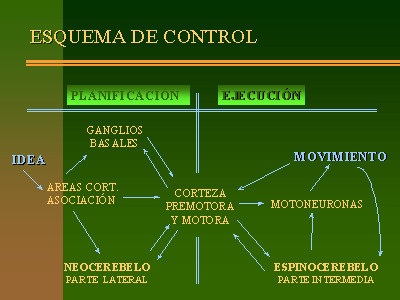 ESQUEMA DE CONTROL
PLANIFICACION
EJECUCIÓN
GANGLIOS
BASALES
IDEA
MOVIMIENTO
AREAS CORT.
ASOCIACIÓN
CORTEZA
PREMOTORA
Y MOTORA
MOTONEURONAS
NEOCEREBELO
PARTE LATERAL
ESPINOCEREBELO
PARTE INTERMEDIA